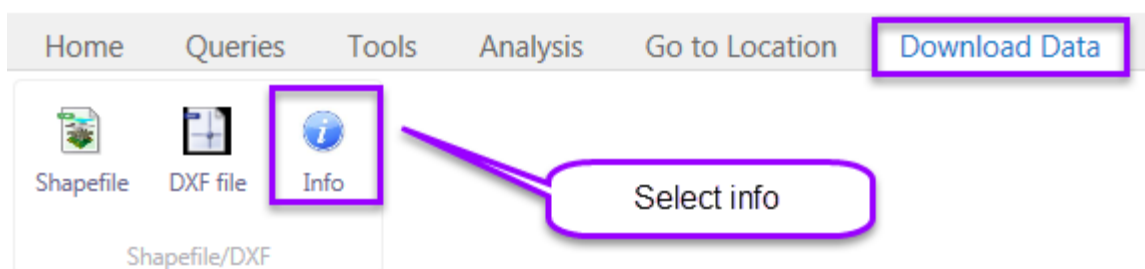 Home Queries Tools Analysis Go to Location Download Data
Shapefile DXF file Info
Select info
Shapefile/DXF